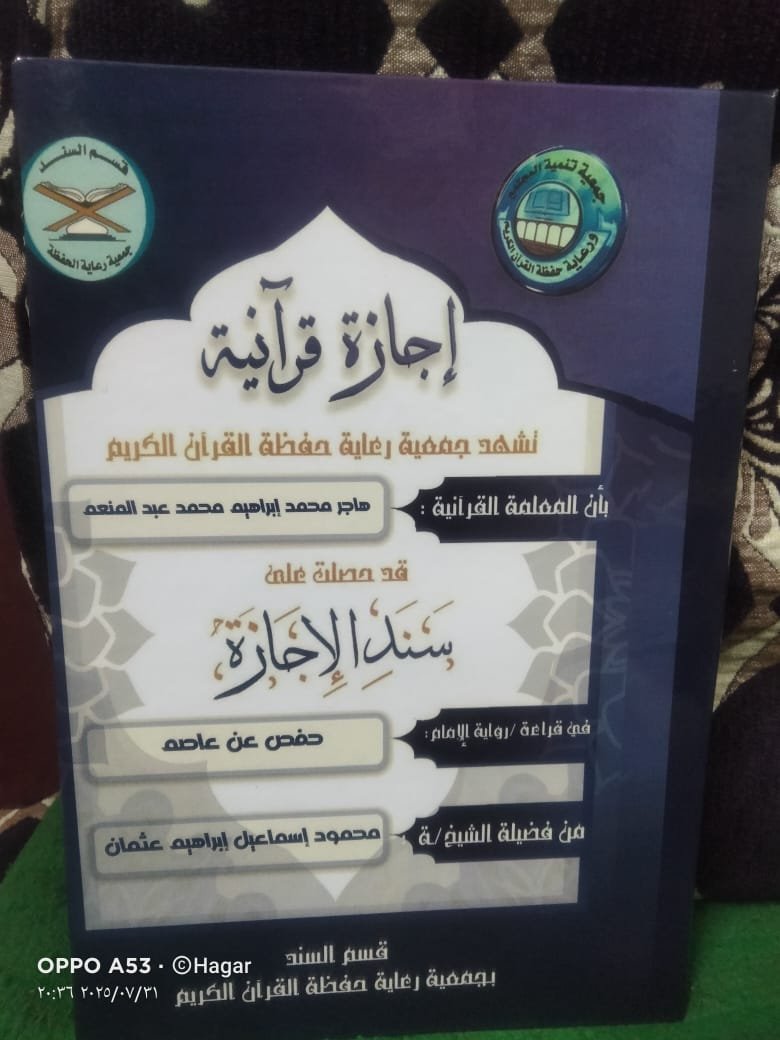 قسم السند
جمعية رعاية الحفظة
جمعية تنمية المجتمع
ورعاية حفظة القرآن الكريم
إجازة قرآنية
تشهد جمعية رعاية حفظة القرآن الكريم
بأن المعلمة القرآنية : هاجر محمد إبراهيم محمد عبد المنعم
قد حصلت على
سَنَدِ الإِجَازَةِ
في قراءة /رواية الإمام: حفص عن عاصم
من فضيلة الشيخ/ة : محمود إسماعيل إبراهيم عثمان
قسم السند
بجمعية رعاية حفظة القرآن الكريم
OPPO A53 · ©Hagar
٢٠٢٥/٠٧/٣١ ٢٠:٣٦